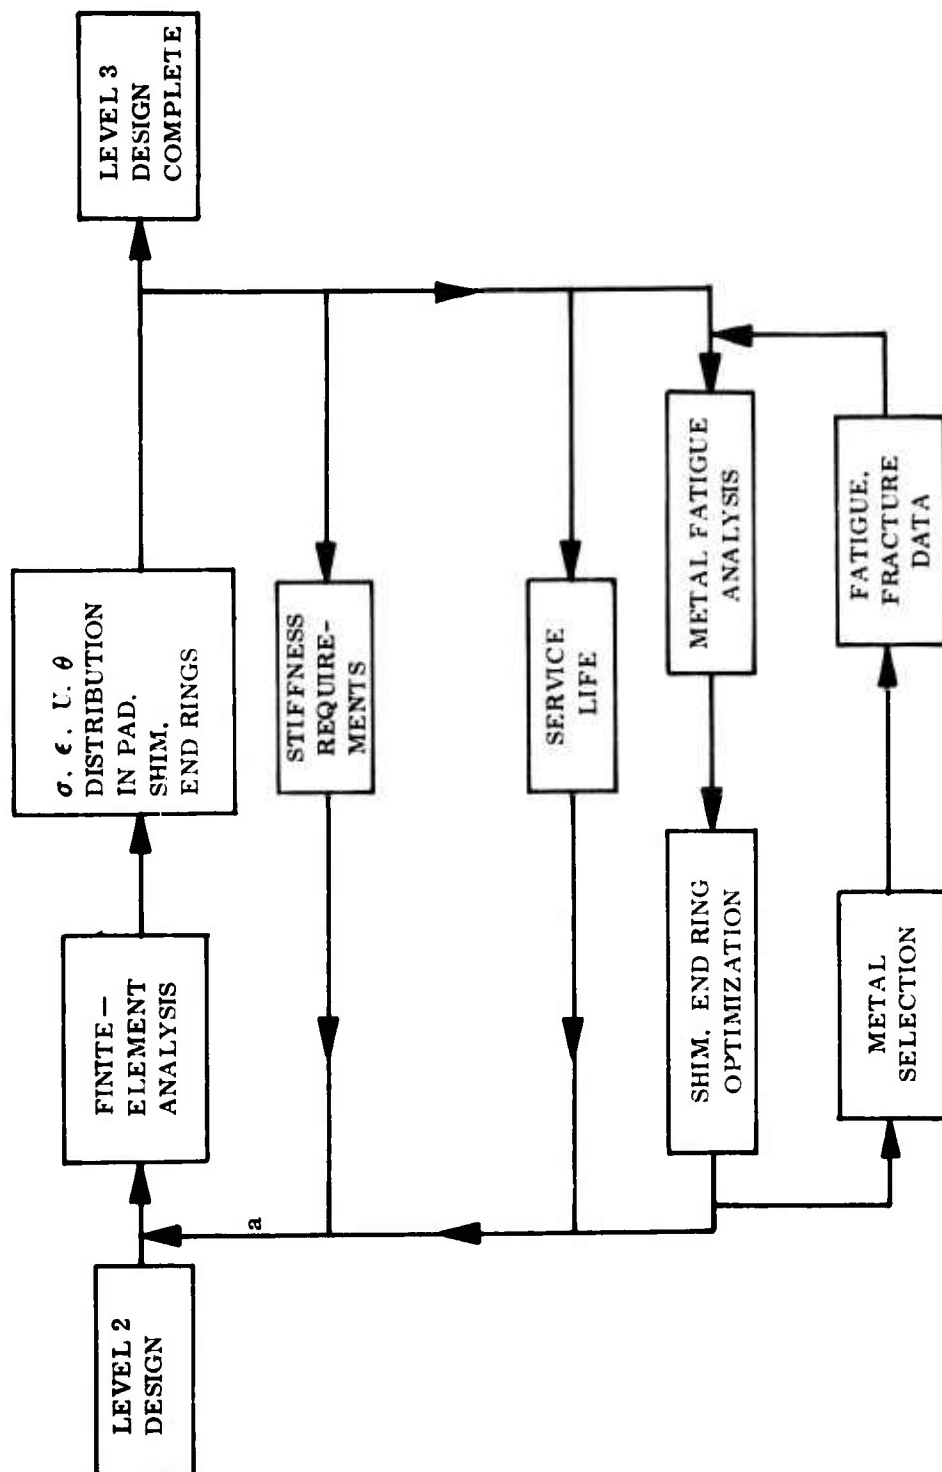 LEVEL 2
DESIGN
FINITE—
ELEMENT
ANALYSIS
σ. ϵ. U. θ
DISTRIBUTION
IN PAD.
SHIM.
END RINGS
LEVEL 3
DESIGN
COMPLETE
a
STIFFNESS
REQUIRE-
MENTS
SERVICE
LIFE
SHIM. END RING
OPTIMIZATION
METAL FATIGUE
ANALYSIS
METAL
SELECTION
FATIGUE.
FRACTURE
DATA